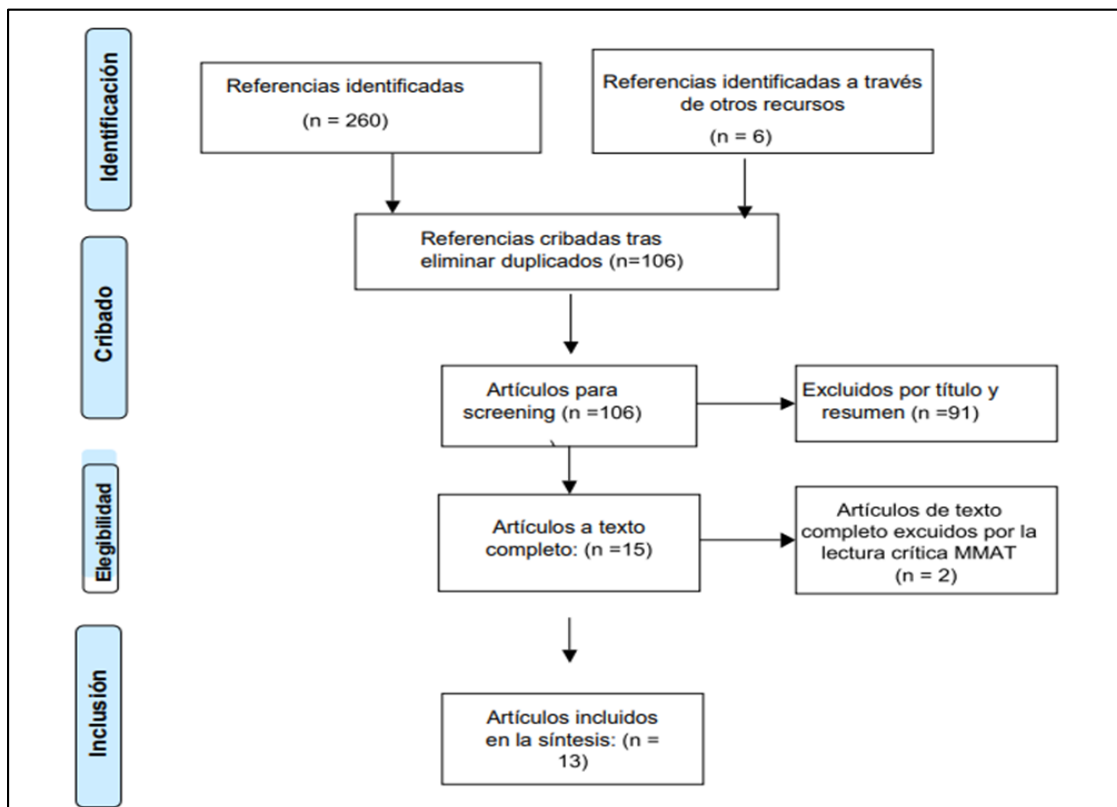 Identificación
Referencias identificadas
(n = 260)
Referencias identificadas a través
de otros recursos
(n = 6)
Cribado
Referencias cribadas tras
eliminar duplicados (n=106)
Artículos para
screening (n =106)
Excluidos por título y
resumen (n =91)
Elegibilidad
Artículos a texto
completo: (n =15)
Artículos de texto
completo excuidos por la
lectura crítica MMAT
(n = 2)
Inclusión
Artículos incluidos
en la síntesis: (n =
13)